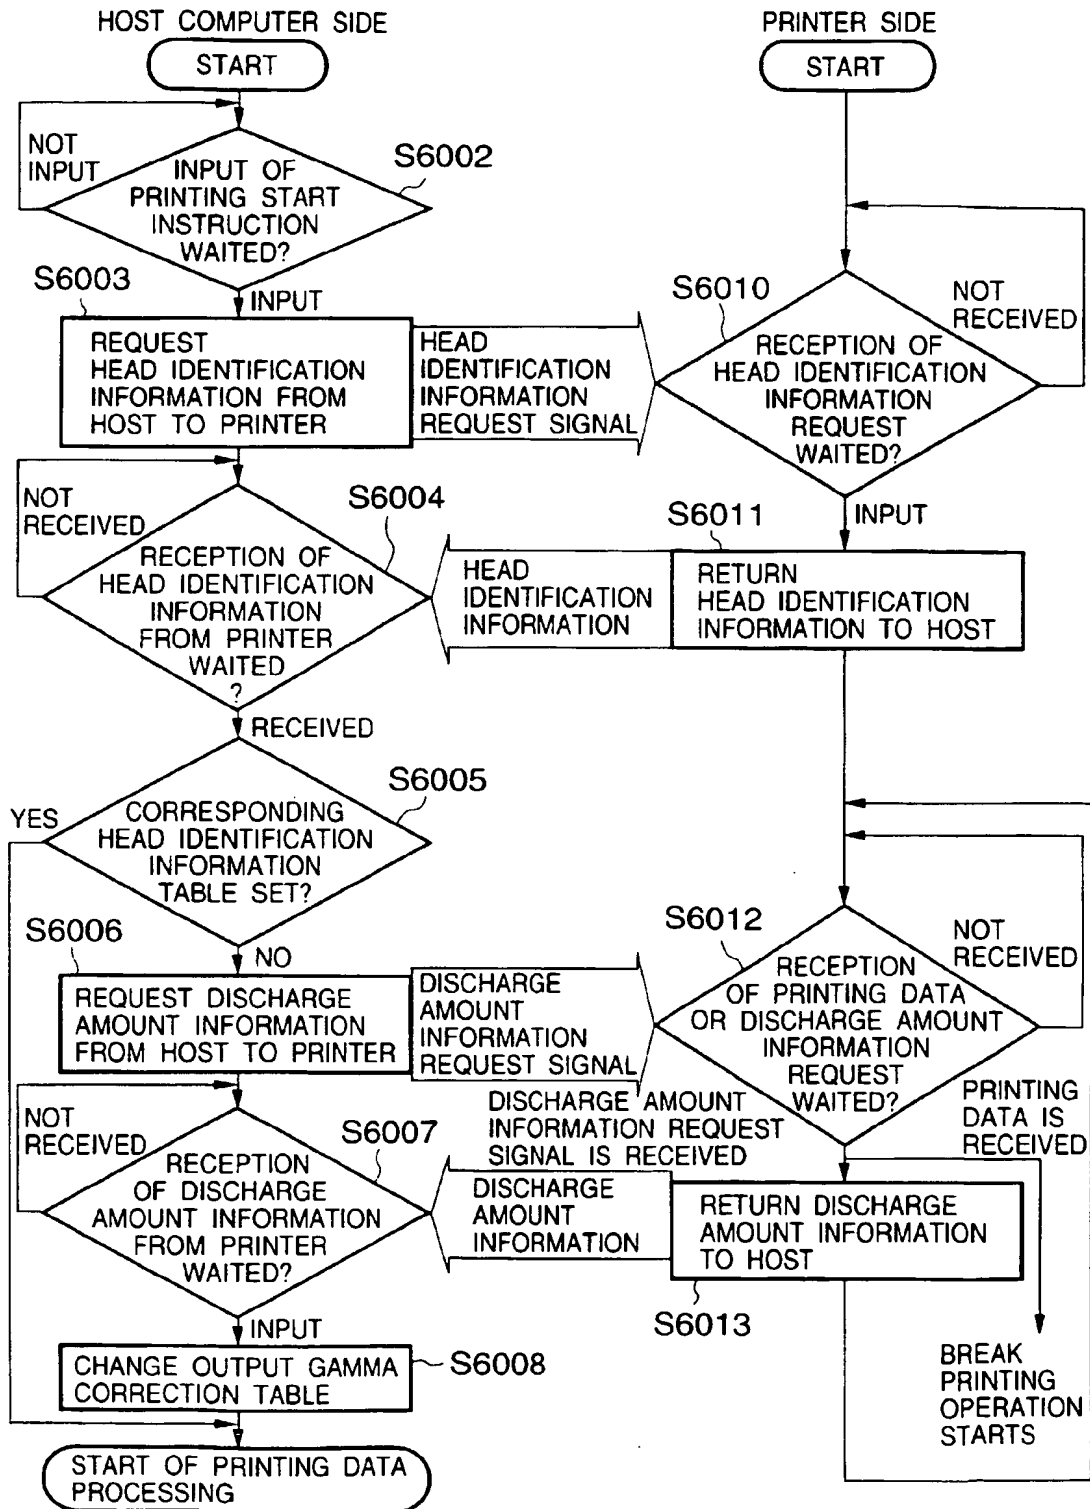 HOST COMPUTER SIDE
START
NOT
INPUT
INPUT OF
PRINTING START
INSTRUCTION
WAITED?
S6002
INPUT
S6003
REQUEST
HEAD IDENTIFICATION
INFORMATION FROM
HOST TO PRINTER
HEAD
IDENTIFICATION
INFORMATION
REQUEST SIGNAL
NOT
RECEIVED
S6004
RECEPTION OF
HEAD IDENTIFICATION
INFORMATION
FROM PRINTER
WAITED
?
RECEIVED
S6005
YES
CORRESPONDING
HEAD IDENTIFICATION
INFORMATION
TABLE SET?
NO
S6006
REQUEST DISCHARGE
AMOUNT INFORMATION
FROM HOST TO PRINTER
DISCHARGE
AMOUNT
INFORMATION
REQUEST SIGNAL
NOT
RECEIVED
S6007
RECEPTION
OF DISCHARGE
AMOUNT INFORMATION
FROM PRINTER
WAITED?
INPUT
CHANGE OUTPUT GAMMA
CORRECTION TABLE
S6008
START OF PRINTING DATA
PROCESSING
PRINTER SIDE
START
S6010
NOT
RECEIVED
RECEPTION OF
HEAD IDENTIFICATION
INFORMATION
REQUEST
WAITED?
INPUT
S6011
RETURN
HEAD IDENTIFICATION
INFORMATION TO HOST
HEAD
IDENTIFICATION
INFORMATION
S6012
NOT
RECEIVED
RECEPTION
OF PRINTING DATA
OR DISCHARGE AMOUNT
INFORMATION
REQUEST
WAITED?
PRINTING
DATA IS
RECEIVED
DISCHARGE AMOUNT
INFORMATION REQUEST
SIGNAL IS RECEIVED
RETURN DISCHARGE
AMOUNT INFORMATION
TO HOST
DISCHARGE
AMOUNT
INFORMATION
S6013
BREAK
PRINTING
OPERATION
STARTS